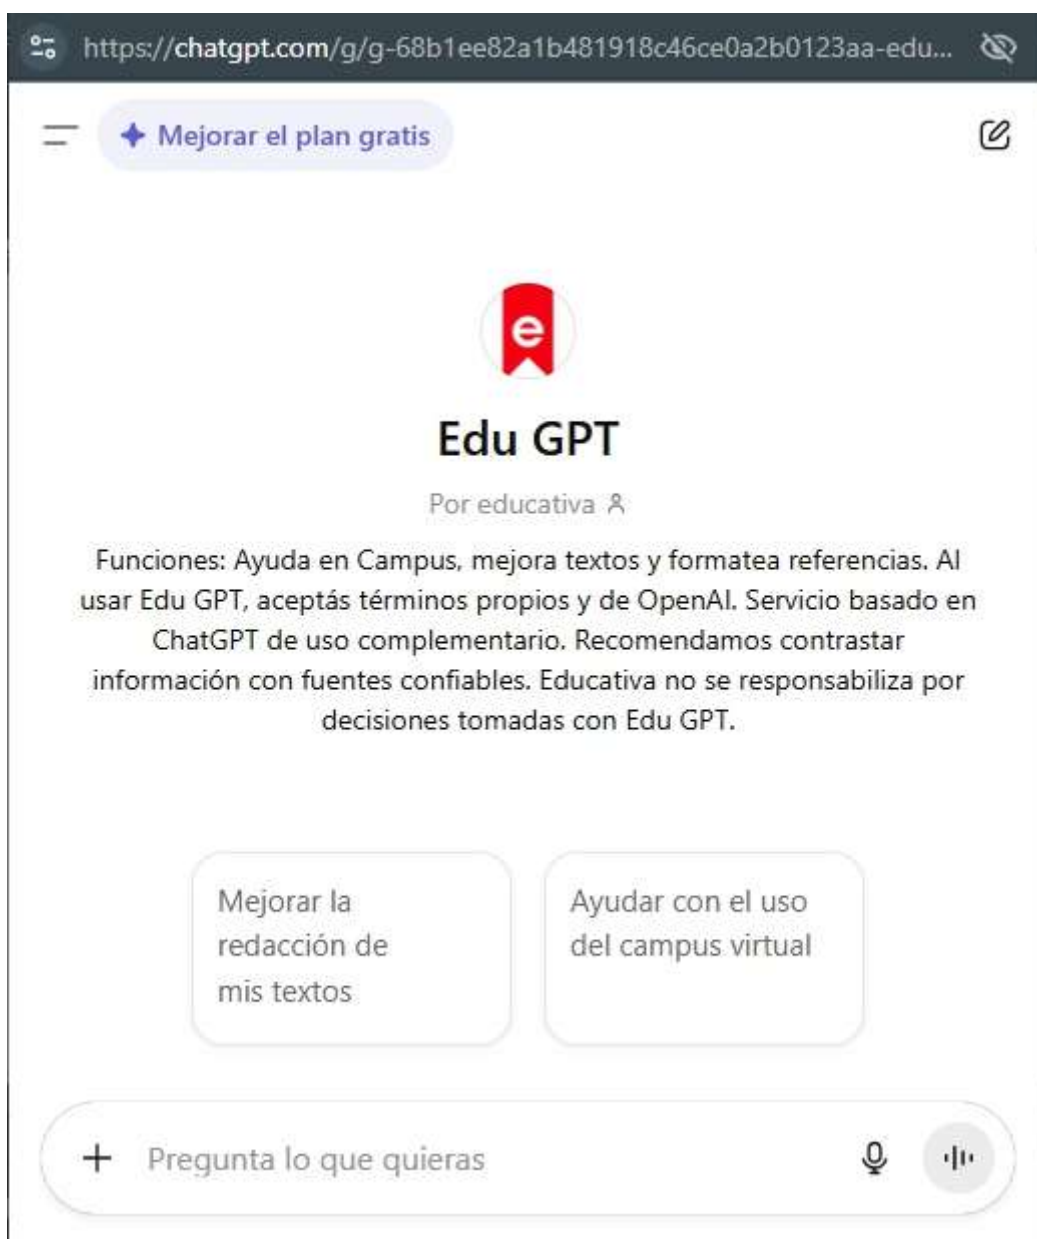 https://chatgpt.com/g/g-68b1ee82a1b481918c46ce0a2b0123aa-edu...
Mejorar el plan gratis
e
Edu GPT
Por educativa
Funciones: Ayuda en Campus, mejora textos y formatea referencias. Al
usar Edu GPT, aceptás términos propios y de OpenAI. Servicio basado en
ChatGPT de uso complementario. Recomendamos contrastar
información con fuentes confiables. Educativa no se responsabiliza por
decisiones tomadas con Edu GPT.
Mejorar la
redacción de
mis textos
Ayudar con el uso
del campus virtual
Pregunta lo que quieras